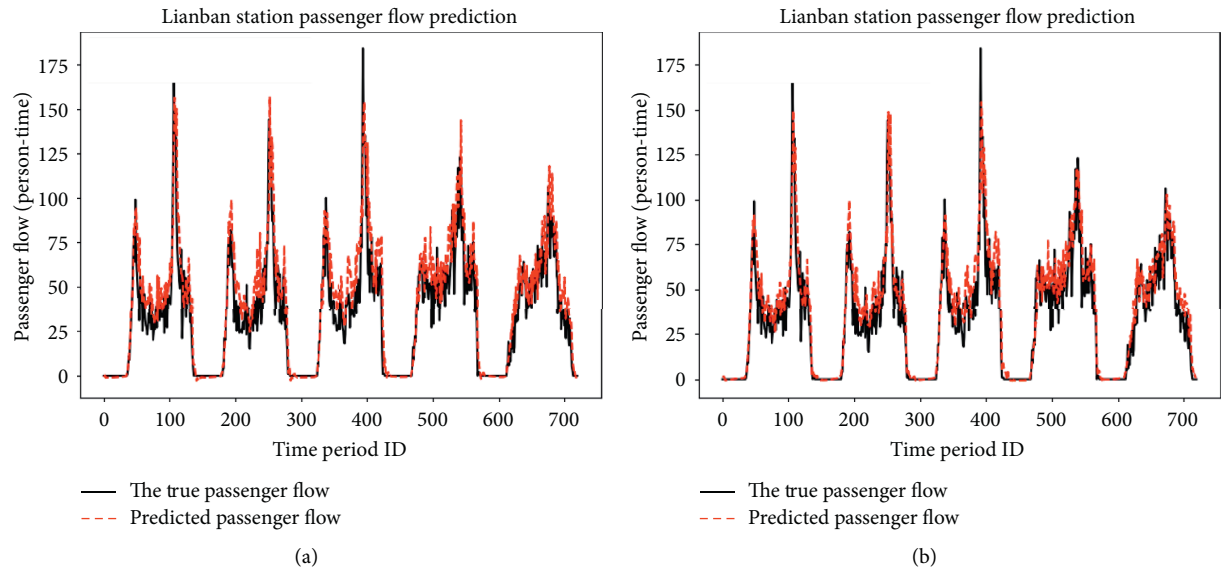 Lianban station passenger flow prediction
Passenger flow (person-time)
175
150
125
100
75
50
25
0
0 100 200 300 400 500 600 700
Time period ID
The true passenger flow
Predicted passenger flow
(a)
Lianban station passenger flow prediction
Passenger flow (person-time)
175
150
125
100
75
50
25
0
0 100 200 300 400 500 600 700
Time period ID
The true passenger flow
Predicted passenger flow
(b)